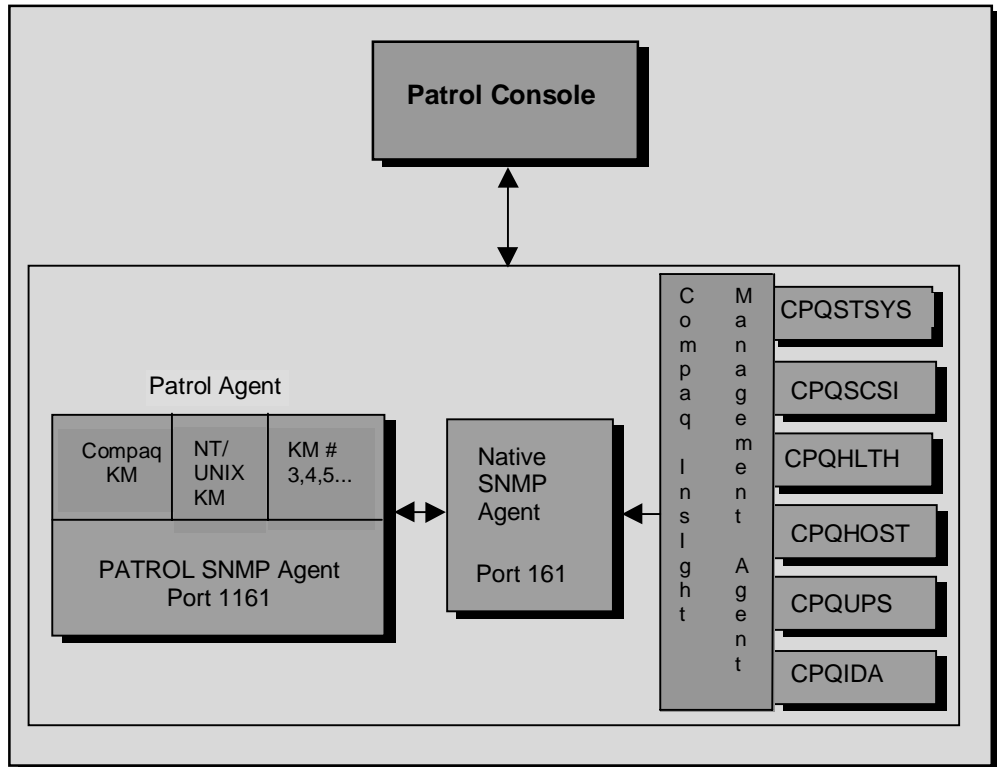 Patrol Console
Patrol Agent
Compaq
KM
NT/
UNIX
KM
KM #
3,4,5...
PATROL SNMP Agent
Port 1161
Native
SNMP
Agent
Port 161
Compaq InsIght
Management Agent
CPQSTSYS
CPQSCSI
CPQHLTH
CPQHOST
CPQUPS
CPQIDA